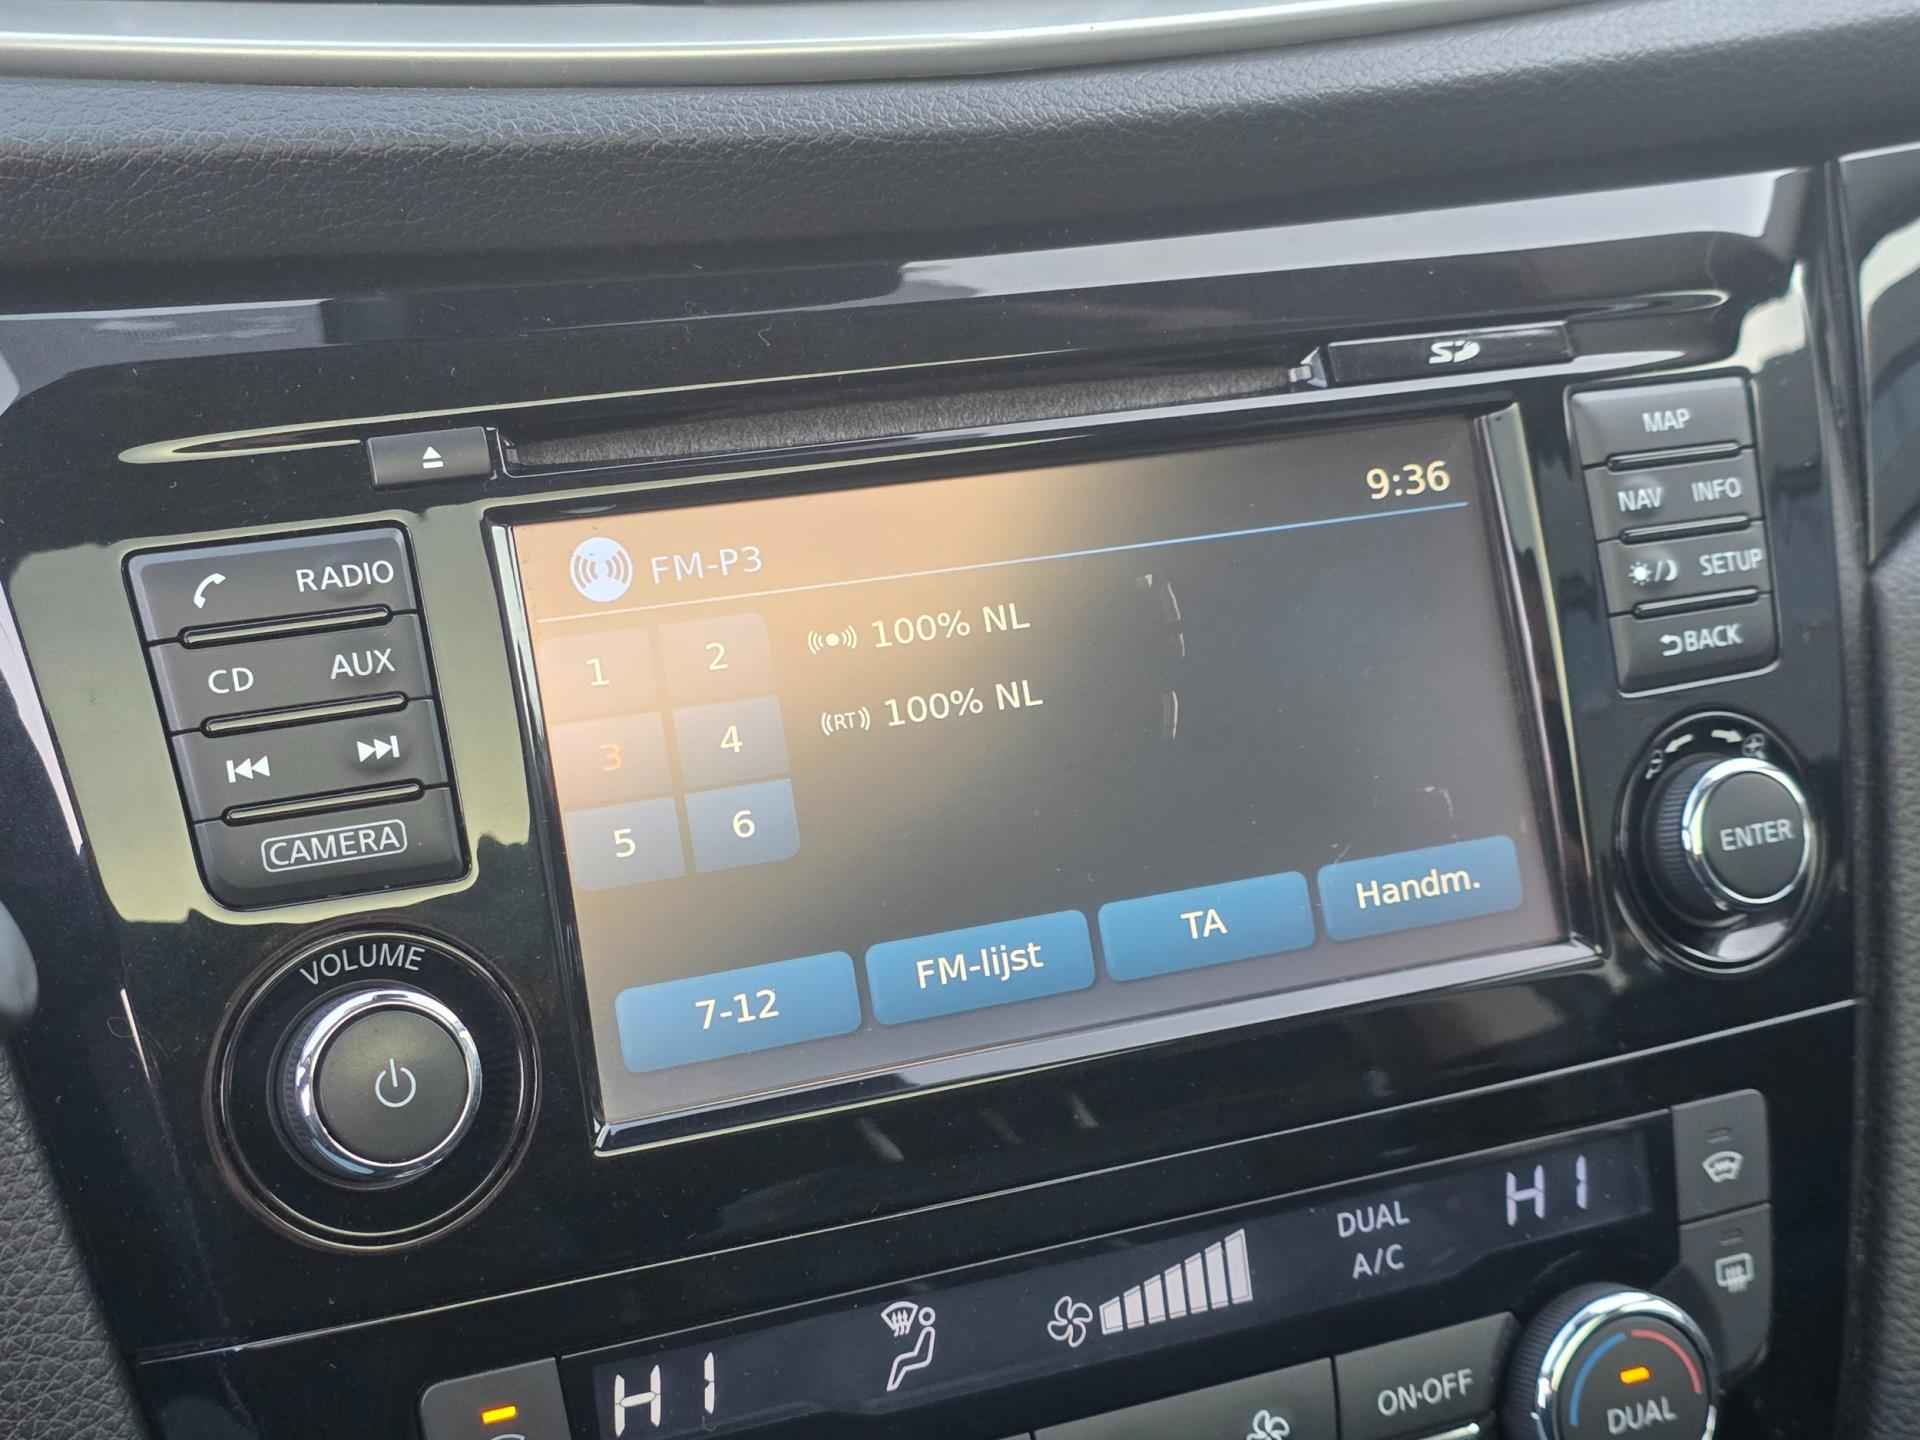 SD
9:36
FM-P3
1 2
3 4
5 6
100% NL
RT 100% NL
7-12 FM-lijst TA Handm.
RADIO
CD AUX
CAMERA
VOLUME
MAP
NAV INFO
SETUP
BACK
ENTER
HI
DUAL
A/C
HI
ON·OFF
DUAL